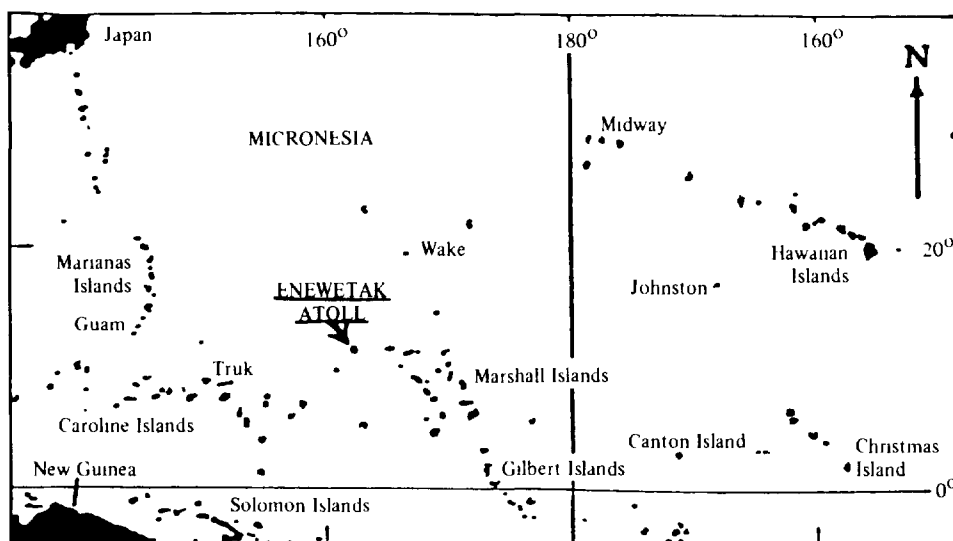 Japan
160°
180°
160°
N
Midway
MICRONESIA
Wake
20°
Marianas
Islands
Hawaiian
Islands
ENEWETAK
ATOLL
Johnston
Guam
Truk
Marshall Islands
Caroline Islands
Canton Island
Christmas
Island
New Guinea
Gilbert Islands
0°
Solomon Islands